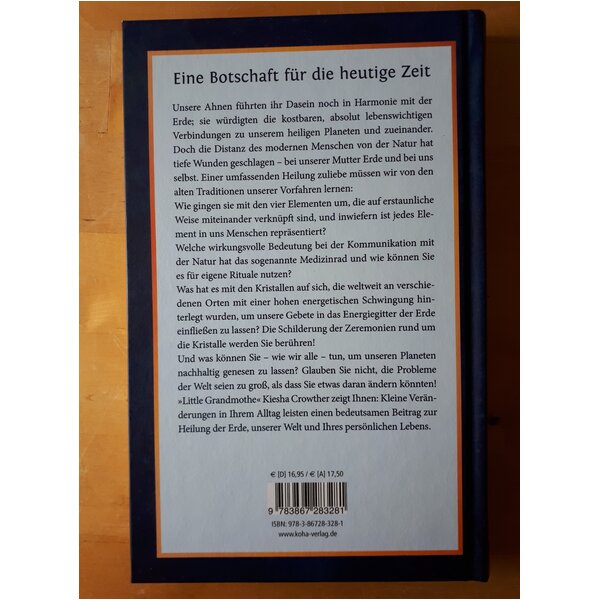 Eine Botschaft für die heutige Zeit
Unsere Ahnen führten ihr Dasein noch in Harmonie mit der
Erde; sie würdigten die kostbaren, absolut lebenswichtigen
Verbindungen zu unserem heiligen Planeten und zueinander.
Doch die Distanz des modernen Menschen von der Natur hat
tiefe Wunden geschlagen – bei unserer Mutter Erde und bei uns
selbst. Einer umfassenden Heilung zuliebe müssen wir von den
alten Traditionen unserer Vorfahren lernen:
Wie gingen sie mit den vier Elementen um, die auf erstaunliche
Weise miteinander verknüpft sind, und inwiefern ist jedes Ele-
ment in uns Menschen repräsentiert?
Welche wirkungsvolle Bedeutung bei der Kommunikation mit
der Natur hat das sogenannte Medizinrad und wie können Sie
es für eigene Rituale nutzen?
Was hat es mit den Kristallen auf sich, die weltweit an verschie-
denen Orten mit einer hohen energetischen Schwingung hin-
terlegt wurden, um unsere Gebete in das Energiegitter der Erde
einfließen zu lassen? Die Schilderung der Zeremonien rund um
die Kristalle werden Sie berühren!
Und was können Sie – wie wir alle – tun, um unseren Planeten
nachhaltig genesen zu lassen? Glauben Sie nicht, die Probleme
der Welt seien zu groß, als dass Sie etwas daran ändern könnten!
»Little Grandmothe« Kiesha Crowther zeigt Ihnen: Kleine Verän-
derungen in Ihrem Alltag leisten einen bedeutsamen Beitrag zur
Heilung der Erde, unserer Welt und Ihres persönlichen Lebens.
€ [D] 16,95 / € [A] 17,50
9 783867 283281
ISBN: 978-3-86728-328-1
www.koha-verlag.de